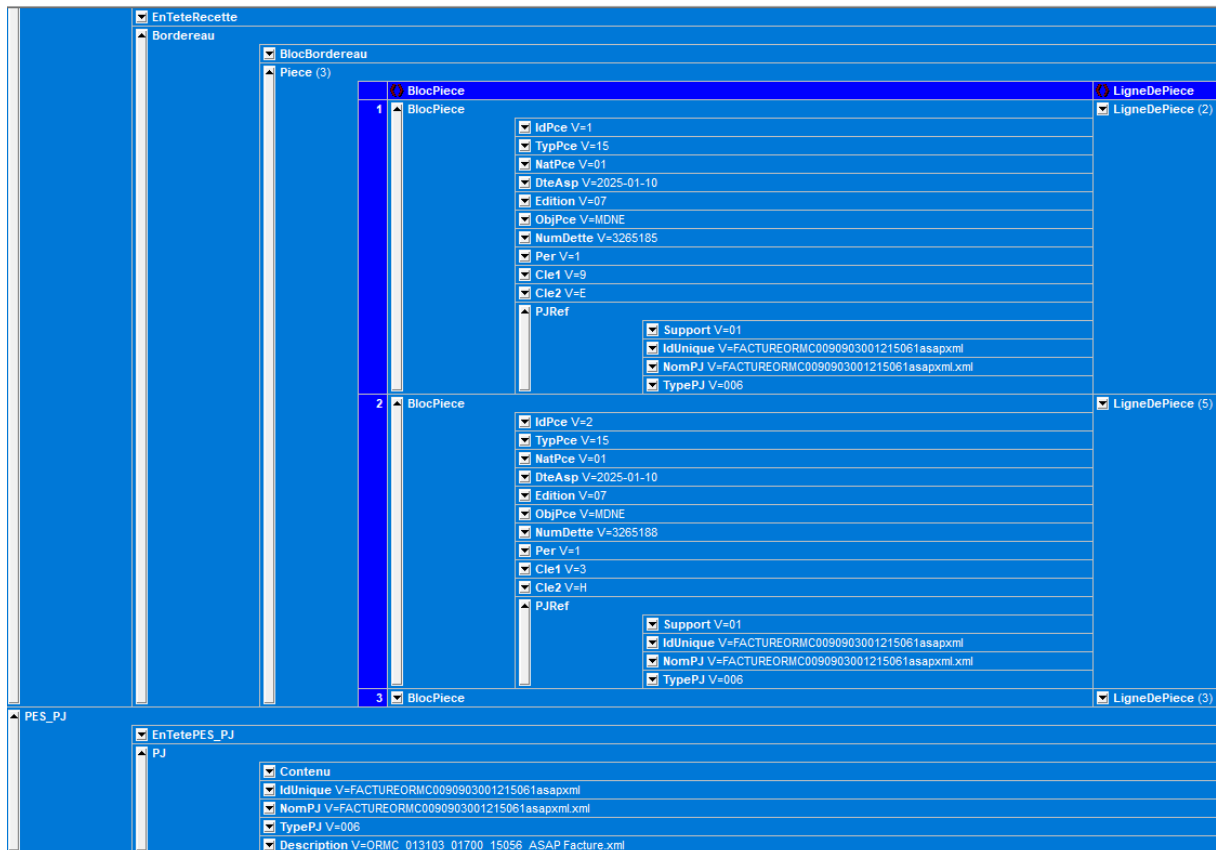 EnTeteRecette
Bordereau
BlocBordereau
Piece (3)
BlocPiece LigneDePiece
1 BlocPiece LigneDePiece (2)
IdPce V=1
TypPce V=15
NatPce V=01
DteAsp V=2025-01-10
Edition V=07
ObjPce V=MDNE
NumDette V=3265185
Per V=1
Cle1 V=9
Cle2 V=E
PJRef
Support V=01
IdUnique V=FACTUREORMC0090903001215061asapxml
NomPJ V=FACTUREORMC0090903001215061asapxml.xml
TypePJ V=006
2 BlocPiece LigneDePiece (5)
IdPce V=2
TypPce V=15
NatPce V=01
DteAsp V=2025-01-10
Edition V=07
ObjPce V=MDNE
NumDette V=3265188
Per V=1
Cle1 V=3
Cle2 V=H
PJRef
Support V=01
IdUnique V=FACTUREORMC0090903001215061asapxml
NomPJ V=FACTUREORMC0090903001215061asapxml.xml
TypePJ V=006
3 BlocPiece LigneDePiece (3)
PES_PJ
EnTetePES_PJ
PJ
Contenu
IdUnique V=FACTUREORMC0090903001215061asapxml
NomPJ V=FACTUREORMC0090903001215061asapxml.xml
TypePJ V=006
Description V=ORMC_013103_01700_15056_ASAP Facture.xml